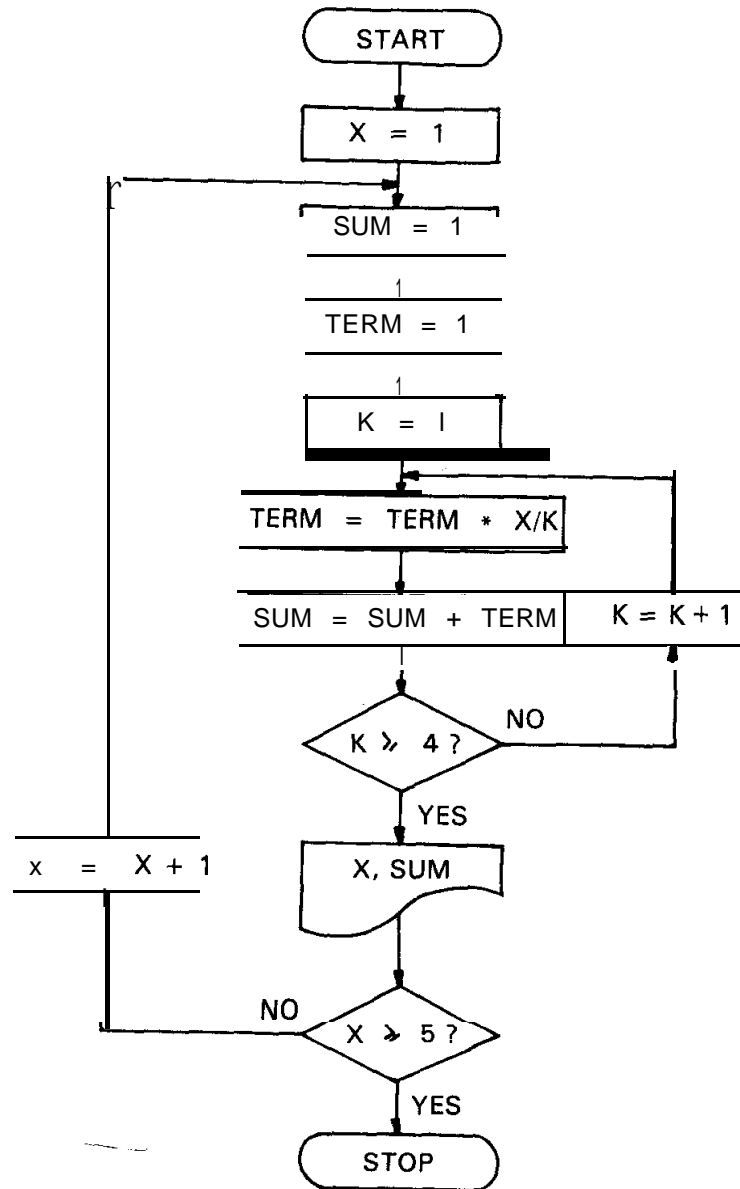 START
X = 1
SUM = 1
TERM = 1
K = I
TERM = TERM * X/K
SUM = SUM + TERM
K = K + 1
K ≥ 4 ?
NO
YES
x = X + 1
X, SUM
NO
X ≥ 5 ?
YES
STOP